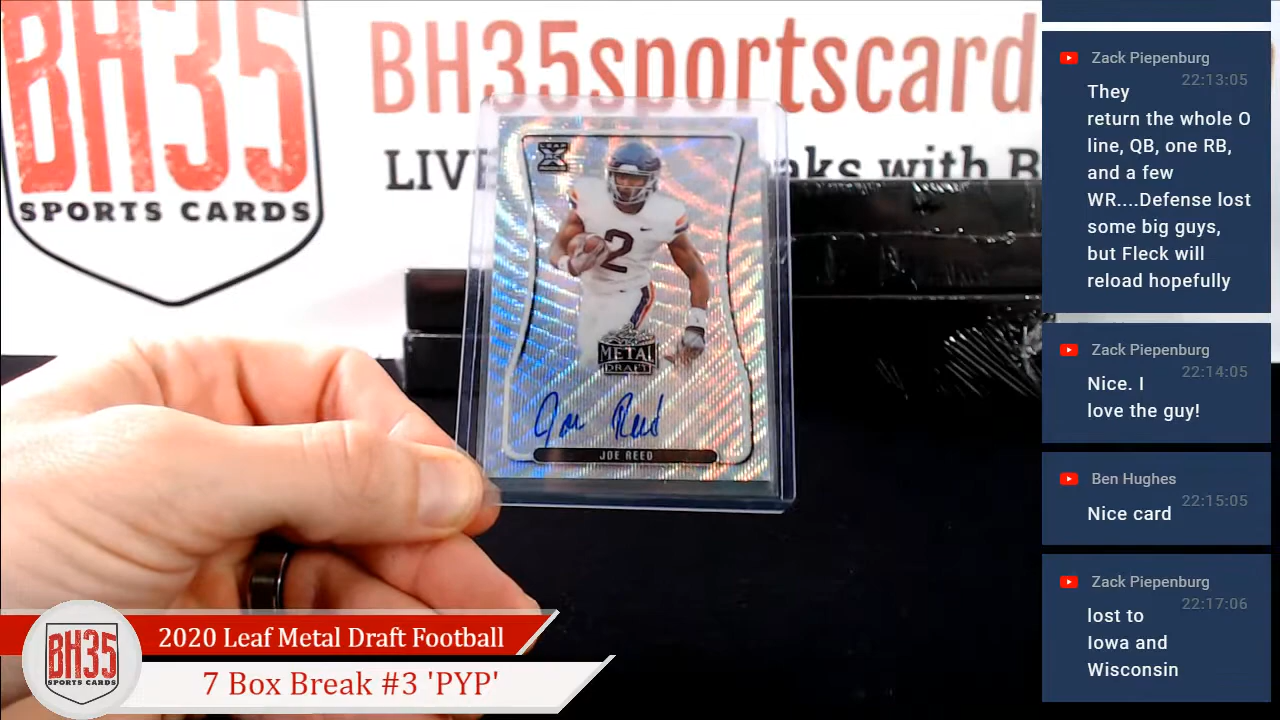 BH35
SPORTS CARDS
BH35sportscard
LIVE
aks with B
LEAF
2
METAL
DRAFT
Joe Reed
JOE REED
Zack Piepenburg
22:13:05
They
return the whole O
line, QB, one RB,
and a few
WR....Defense lost
some big guys,
but Fleck will
reload hopefully
Zack Piepenburg
22:14:05
Nice. I
love the guy!
Ben Hughes
22:15:05
Nice card
Zack Piepenburg
22:17:06
lost to
Iowa and
Wisconsin
BH35
SPORTS CARDS
2020 Leaf Metal Draft Football
7 Box Break #3 'PYP'